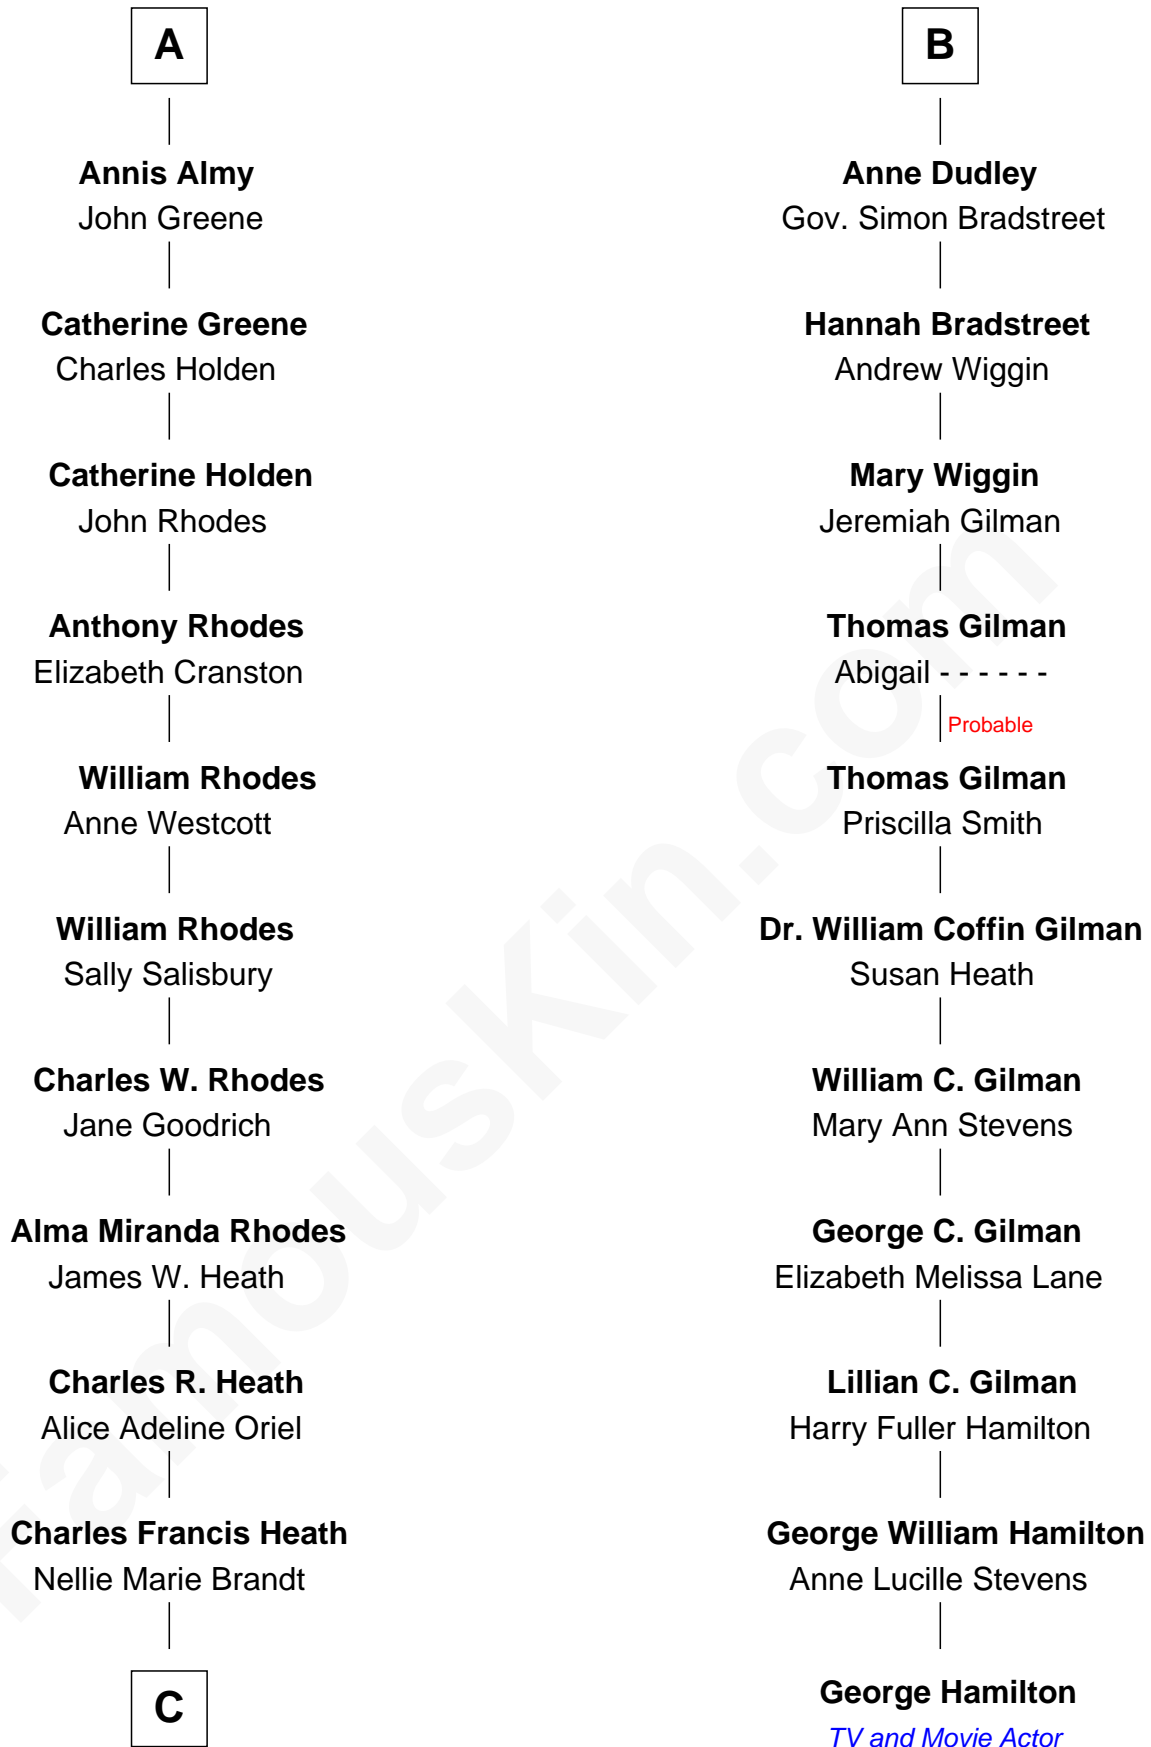 A
Annis Almy
John Greene
Catherine Greene
Charles Holden
Catherine Holden
John Rhodes
Anthony Rhodes
Elizabeth Cranston
William Rhodes
Anne Westcott
William Rhodes
Sally Salisbury
Charles W. Rhodes
Jane Goodrich
Alma Miranda Rhodes
James W. Heath
Charles R. Heath
Alice Adeline Oriel
Charles Francis Heath
Nellie Marie Brandt
C
B
Anne Dudley
Gov. Simon Bradstreet
Hannah Bradstreet
Andrew Wiggin
Mary Wiggin
Jeremiah Gilman
Thomas Gilman
Abigail - - - - - -
Probable
Thomas Gilman
Priscilla Smith
Dr. William Coffin Gilman
Susan Heath
William C. Gilman
Mary Ann Stevens
George C. Gilman
Elizabeth Melissa Lane
Lillian C. Gilman
Harry Fuller Hamilton
George William Hamilton
Anne Lucille Stevens
George Hamilton
TV and Movie Actor
FamousKin.com